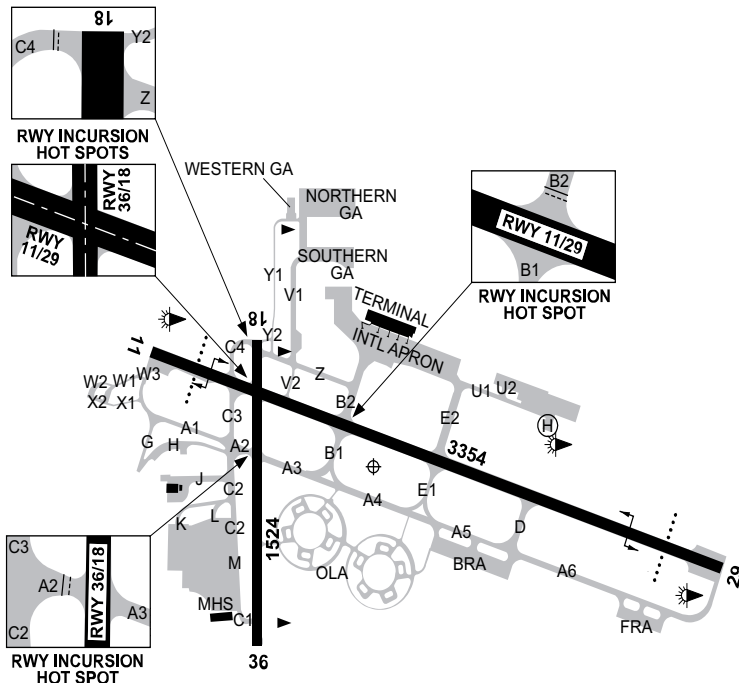 18
C4
Y2
Z
RWY INCURSION
HOT SPOTS
RWY
36/18
RWY
11/29
WESTERN GA
NORTHERN
GA
SOUTHERN
GA
B2
RWY 11/29
B1
RWY INCURSION
HOT SPOT
Y1
V1
TERMINAL
INTL APRON
18
Y2
C4
11
Z
V2
W3
W1
W2
X2
X1
U1
U2
B2
C3
E2
H
A1
G
H
A2
3354
A3
B1
J
C2
A4
E1
L
K
C2
1524
A5
D
M
OLA
BRA
A6
29
MHS
C1
FRA
36
C3
A2
RWY 36/18
A3
C2
RWY INCURSION
HOT SPOT